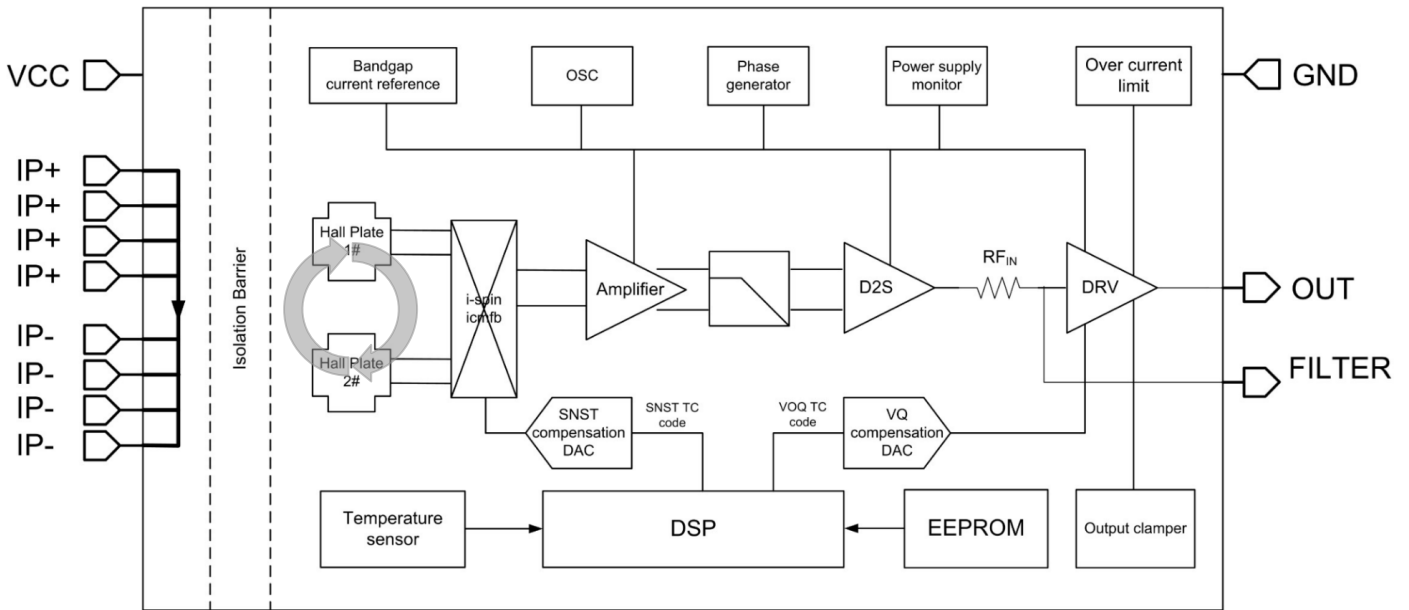 VCC
IP+
IP+
IP+
IP+
IP-
IP-
IP-
IP-
Isolation Barrier
Bandgap
current reference
OSC
Phase
generator
Power supply
monitor
Over current
limit
GND
Hall Plate
1#
Hall Plate
2#
i-spin
icmfb
Amplifier
D2S
RFIN
DRV
OUT
FILTER
SNST
compensation
DAC
SNST TC
code
VOQ TC
code
VQ
compensation
DAC
Temperature
sensor
DSP
EEPROM
Output clamper